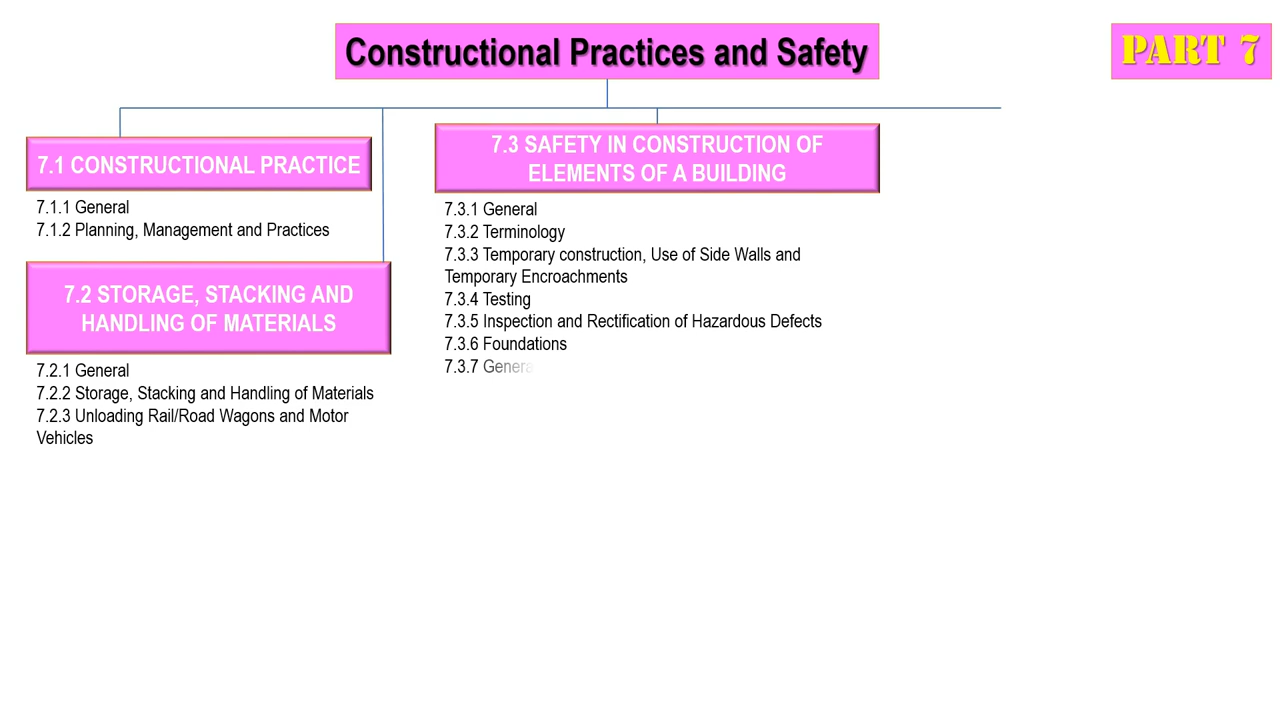 Constructional Practices and Safety
PART 7
7.1 CONSTRUCTIONAL PRACTICE
7.1.1 General
7.1.2 Planning, Management and Practices
7.2 STORAGE, STACKING AND
HANDLING OF MATERIALS
7.2.1 General
7.2.2 Storage, Stacking and Handling of Materials
7.2.3 Unloading Rail/Road Wagons and Motor
Vehicles
7.3 SAFETY IN CONSTRUCTION OF
ELEMENTS OF A BUILDING
7.3.1 General
7.3.2 Terminology
7.3.3 Temporary construction, Use of Side Walls and
Temporary Encroachments
7.3.4 Testing
7.3.5 Inspection and Rectification of Hazardous Defects
7.3.6 Foundations
7.3.7 Genera